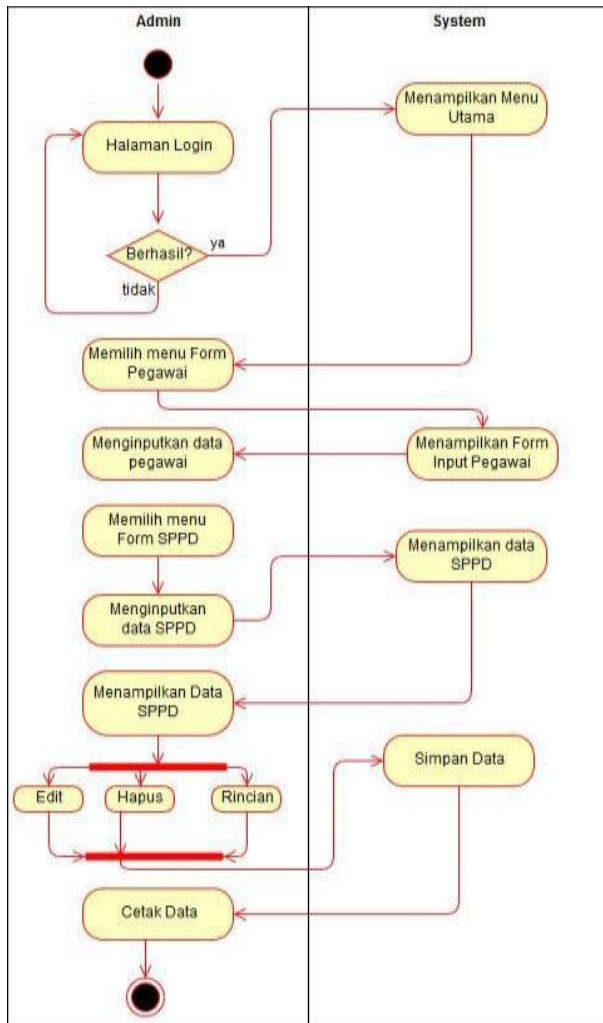 Admin
System
Halaman Login
Menampilkan Menu
Utama
Berhasil?
ya
tidak
Memilih menu Form
Pegawai
Menginputkan data
pegawai
Menampilkan Form
Input Pegawai
Memilih menu
Form SPPD
Menampilkan data
SPPD
Menginputkan
data SPPD
Menampilkan Data
SPPD
Simpan Data
Edit
Hapus
Rincian
Cetak Data